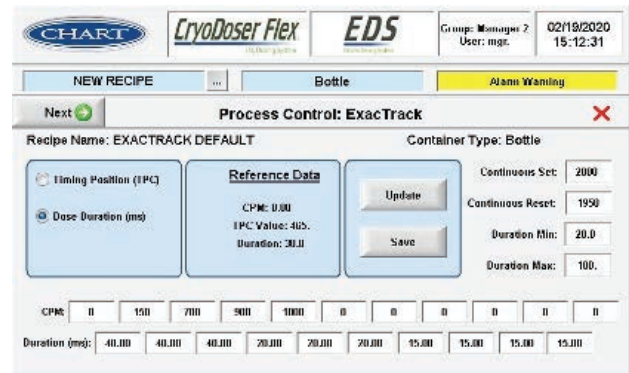 CHART
CryoDoser Flex
EDS
Group: Manager 2
User: mgr.
02/19/2020
15:12:31
NEW RECIPE
...
Bottle
Alarm Warning
Next
Process Control: ExacTrack
Recipe Name: EXACTRACK DEFAULT
Container Type: Bottle
Timing Position (TPC)
Dose Duration (ms)
Reference Data
CPM: 0.00
TPC Value: 465.
Duration: 30.0
Update
Save
Continuous Set: 2000
Continuous Reset: 1950
Duration Min: 20.0
Duration Max: 100.
CPM: 0 150 700 900 1000 0 0 0 0 0 0
Duration (ms): 40.00 40.00 40.00 20.00 20.00 20.00 15.00 15.00 15.00 15.00